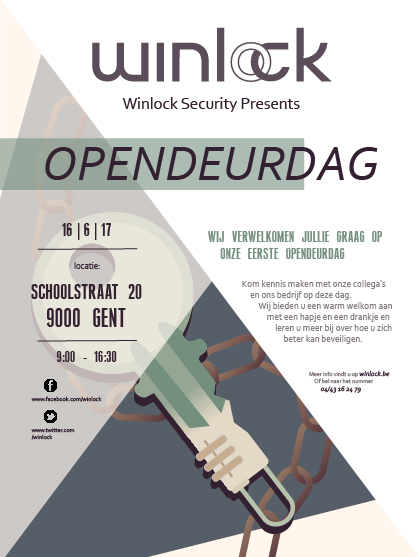 winlock
Winlock Security Presents
OPENDEURDAG
16 | 6 | 17
locatie:
SCHOOLSTRAAT 20
9000 GENT
9:00 - 16:30
www.facebook.com/winlock
www.twitter.com
/winlock
WIJ VERWELKOMEN JULLIE GRAAG OP
ONZE EERSTE OPENDEURDAG
Kom kennis maken met onze collega's
en ons bedrijf op deze dag.
Wij bieden u een warm welkom aan
met een hapje en een drankje en
leren u meer bij over hoe u zich
beter kan beveiligen.
Meer info vindt u op winlock.be
Of bel naar het nummer
04/43 16 24 79